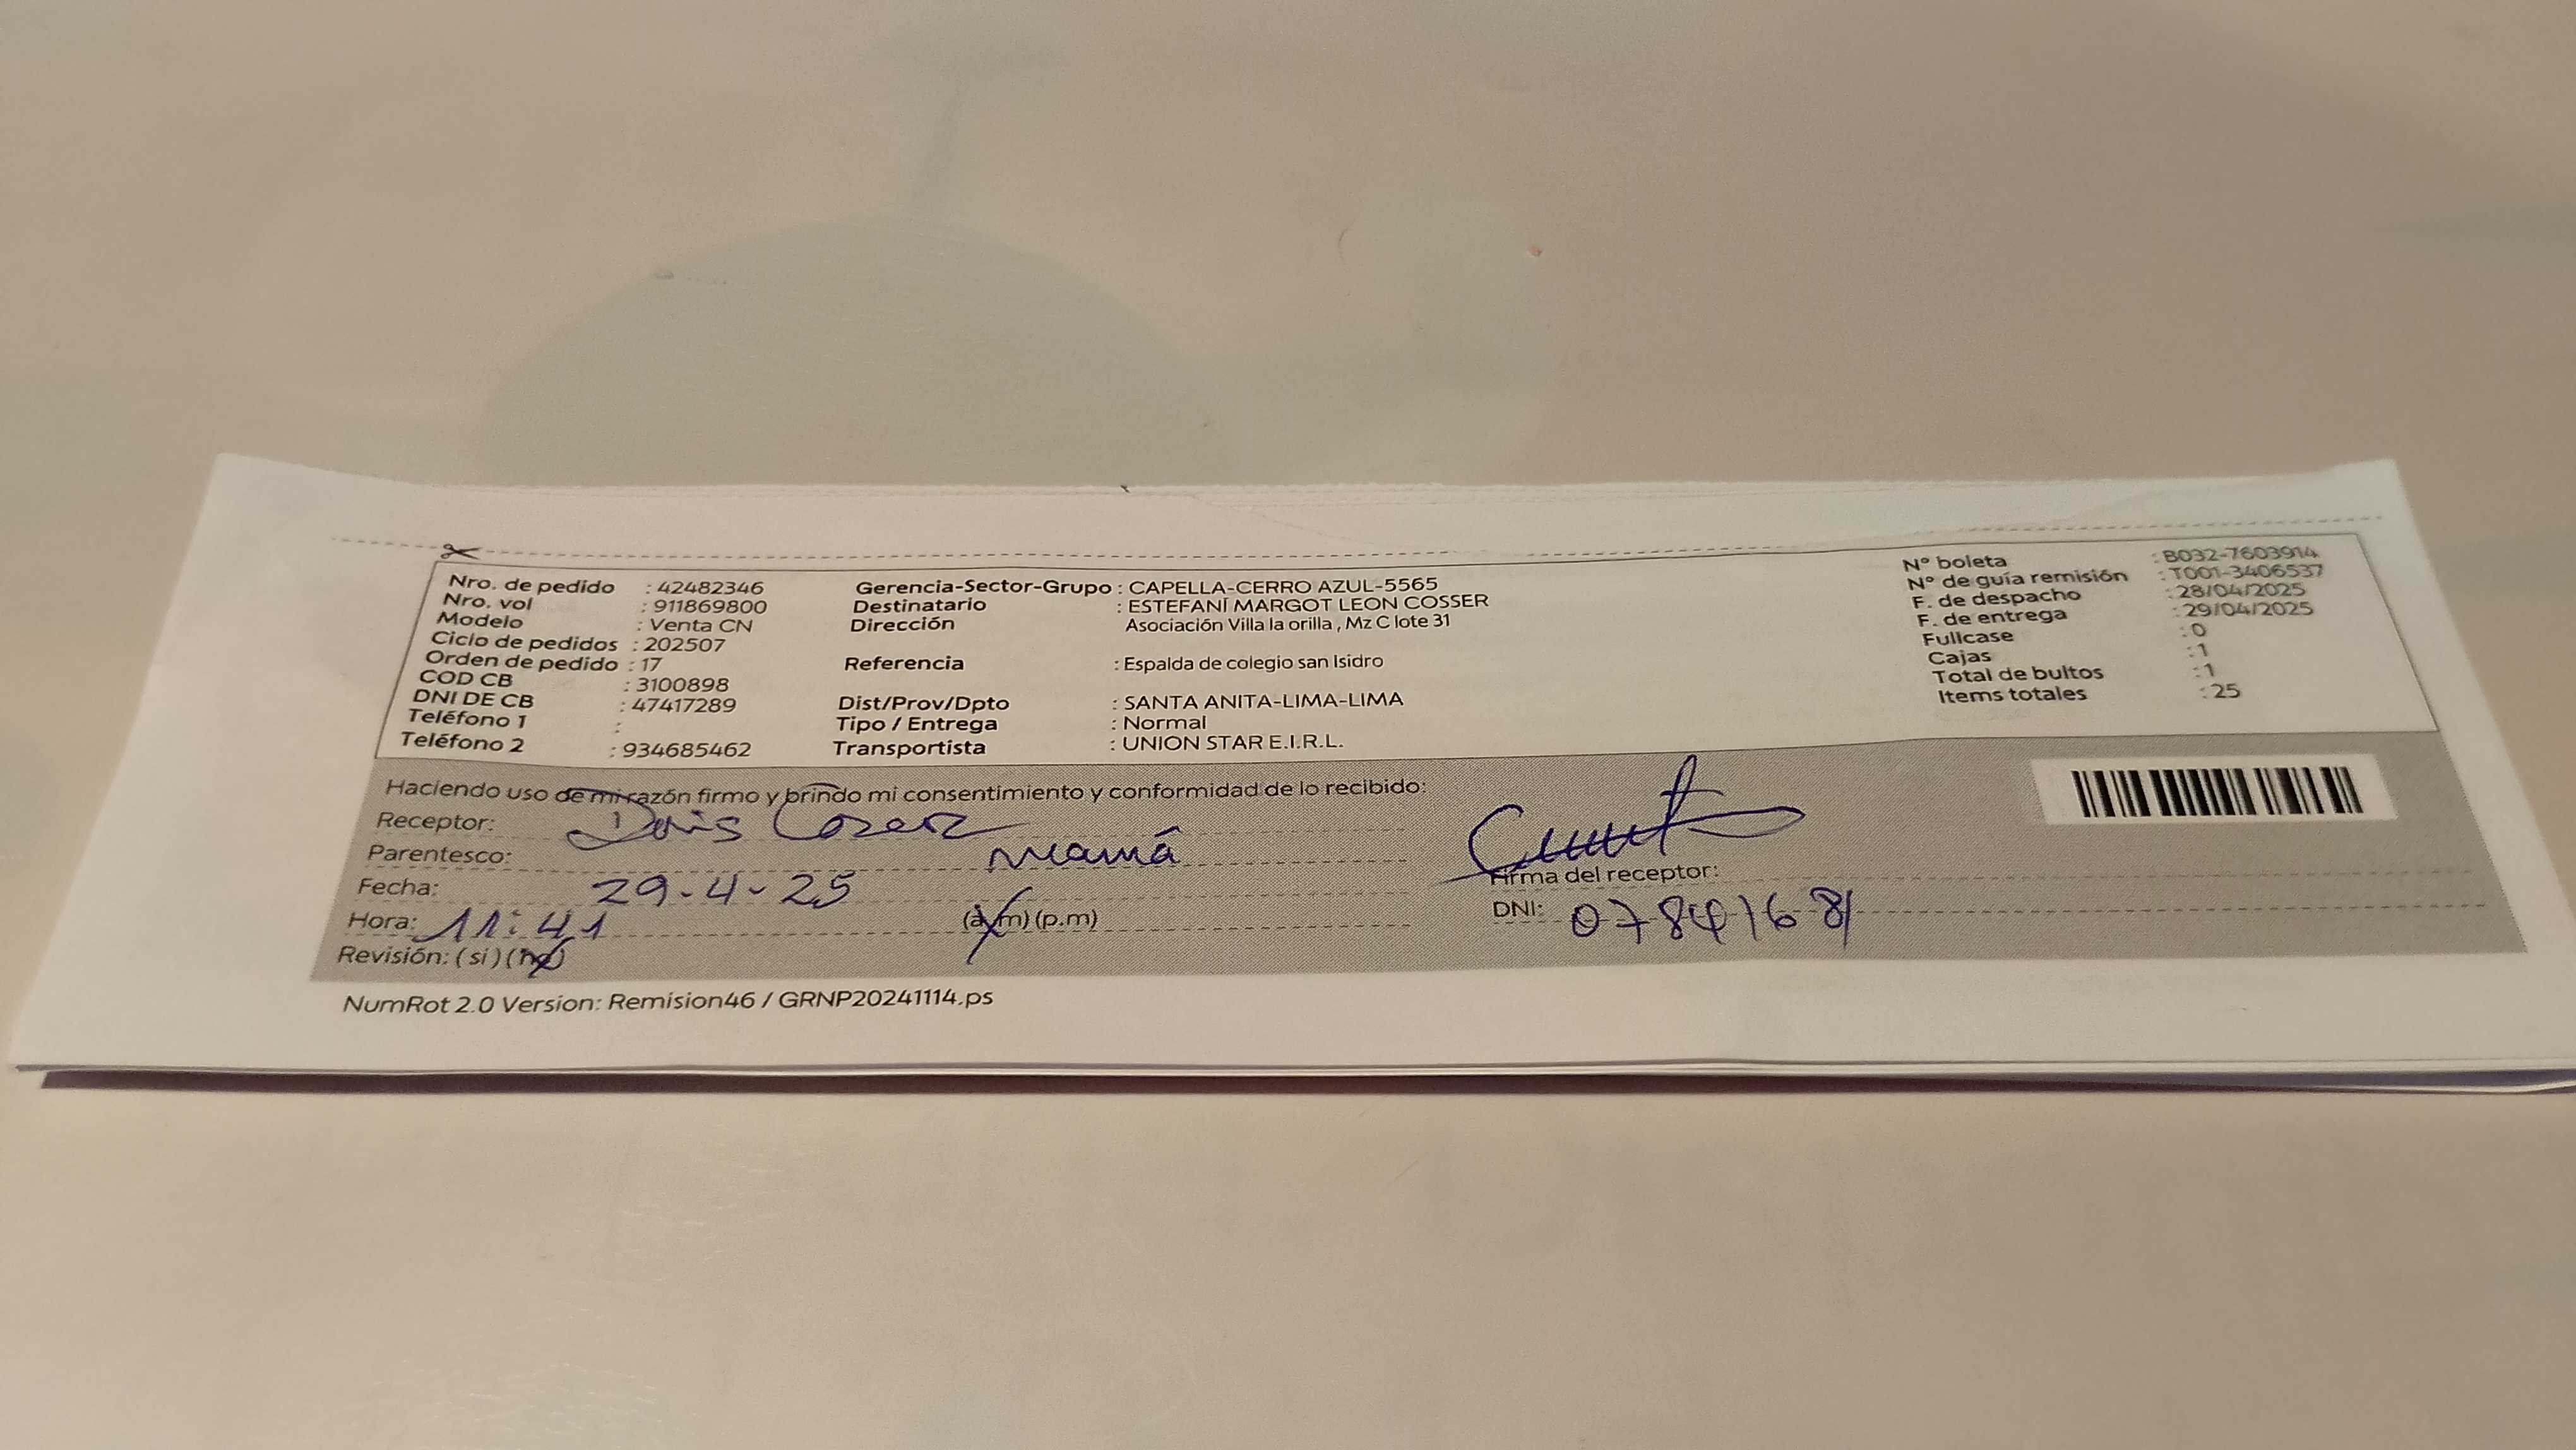 Nro. de pedido : 42482346
Nro. vol : 911869800
Modelo : Venta CN
Ciclo de pedidos : 202507
Orden de pedido : 17
COD CB : 3100898
DNI DE CB : 47417289
Teléfono 1 :
Teléfono 2 : 934685462
Gerencia-Sector-Grupo : CAPELLA-CERRO AZUL-5565
Destinatario : ESTEFANÍ MARGOT LEON COSSER
Dirección Asociación Villa la orilla , Mz C lote 31
Referencia : Espalda de colegio san Isidro
Dist/Prov/Dpto : SANTA ANITA-LIMA-LIMA
Tipo / Entrega : Normal
Transportista : UNION STAR E.I.R.L.
N° boleta : B032-7603914
N° de guía remisión : T001-3406537
F. de despacho : 28/04/2025
F. de entrega : 29/04/2025
Fullcase : 0
Cajas : 1
Total de bultos : 1
Items totales : 25
Haciendo uso de mi razón firmo y brindo mi consentimiento y conformidad de lo recibido:
Receptor: Doris
Parentesco: Mamá
Fecha: 29-4-25
Hora: 11:41 (a.m) (p.m)
Revisión: ( si ) (no)
Firma del receptor:
DNI:
NumRot 2.0 Version: Remision46 / GRNP20241114.ps